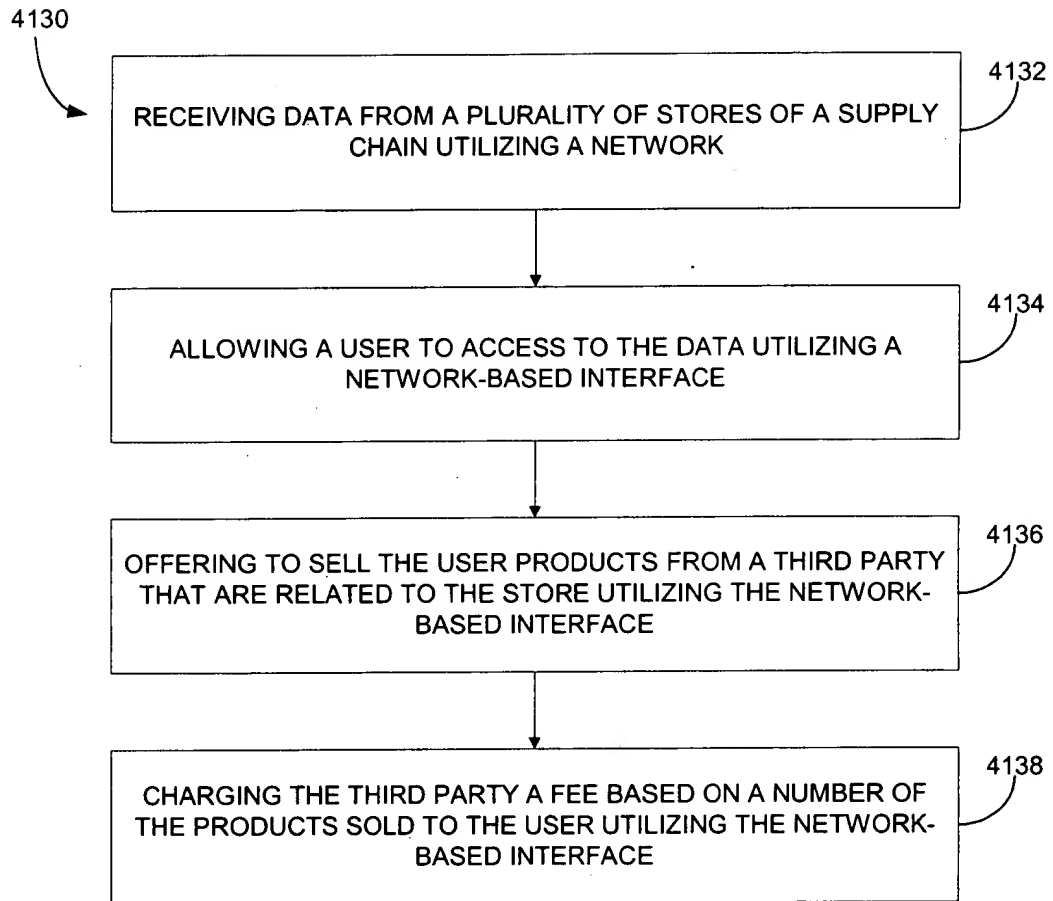 4130
4132
RECEIVING DATA FROM A PLURALITY OF STORES OF A SUPPLY
CHAIN UTILIZING A NETWORK
4134
ALLOWING A USER TO ACCESS TO THE DATA UTILIZING A
NETWORK-BASED INTERFACE
4136
OFFERING TO SELL THE USER PRODUCTS FROM A THIRD PARTY
THAT ARE RELATED TO THE STORE UTILIZING THE NETWORK-
BASED INTERFACE
4138
CHARGING THE THIRD PARTY A FEE BASED ON A NUMBER OF
THE PRODUCTS SOLD TO THE USER UTILIZING THE NETWORK-
BASED INTERFACE